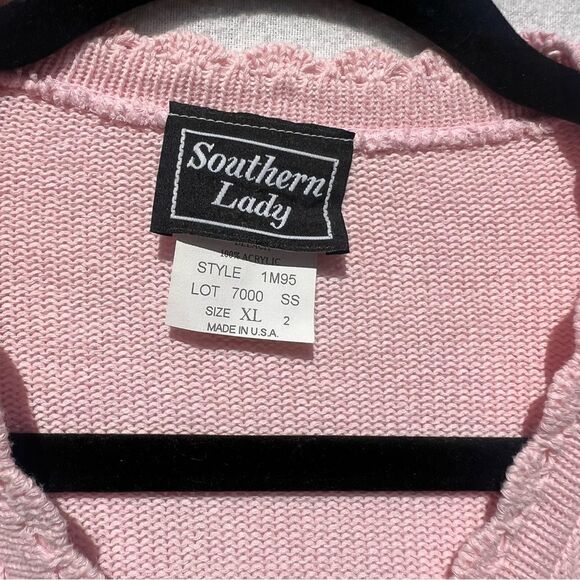 Southern
Lady
100% ACRYLIC
STYLE 1M95
LOT 7000 SS
SIZE XL 2
MADE IN U.S.A.